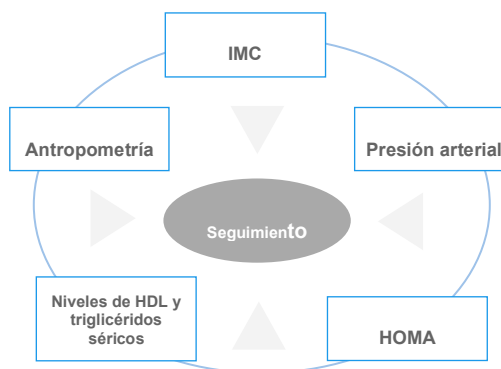 IMC
Antropometría
Presión arterial
Seguimiento
Niveles de HDL y
triglicéridos
séricos
HOMA